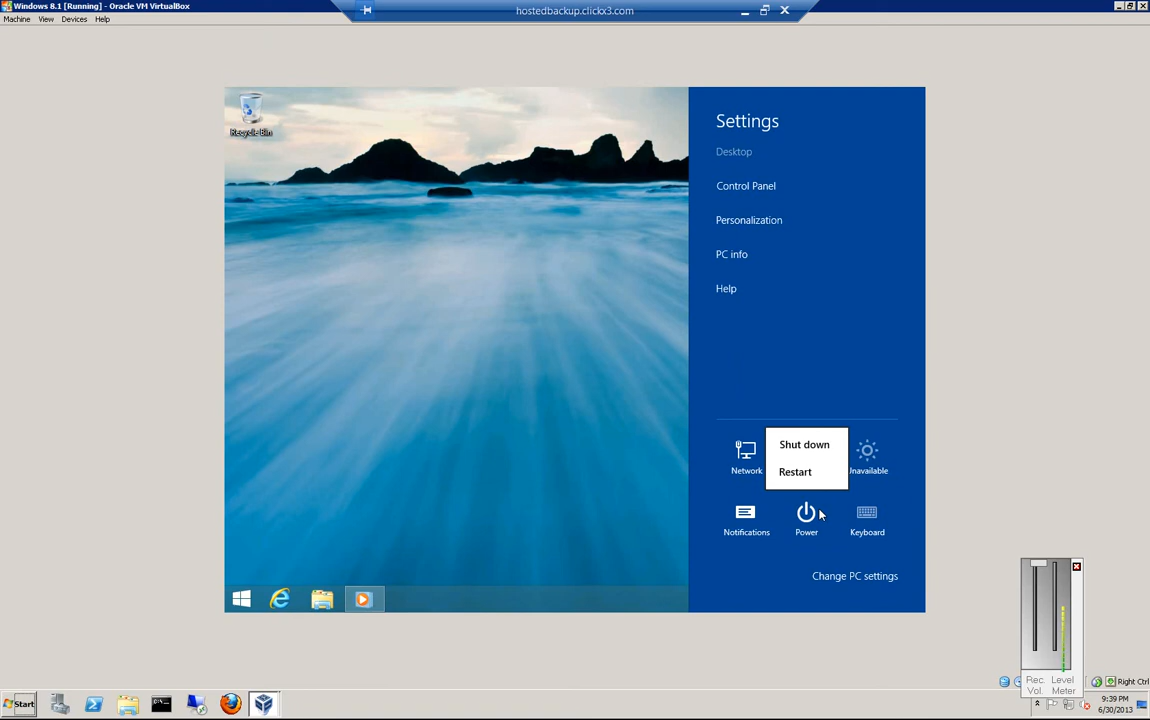 Windows 8.1 [Running] - Oracle VM VirtualBox
hostedbackup.clickx3.com
Machine View Devices Help
Recycle Bin
Settings
Desktop
Control Panel
Personalization
PC info
Help
Shut down
Restart
Network
Unavailable
Notifications
Power
Keyboard
Change PC settings
Rec. Vol.
Level Meter
Right Ctrl
Start
9:39 PM
6/30/2013